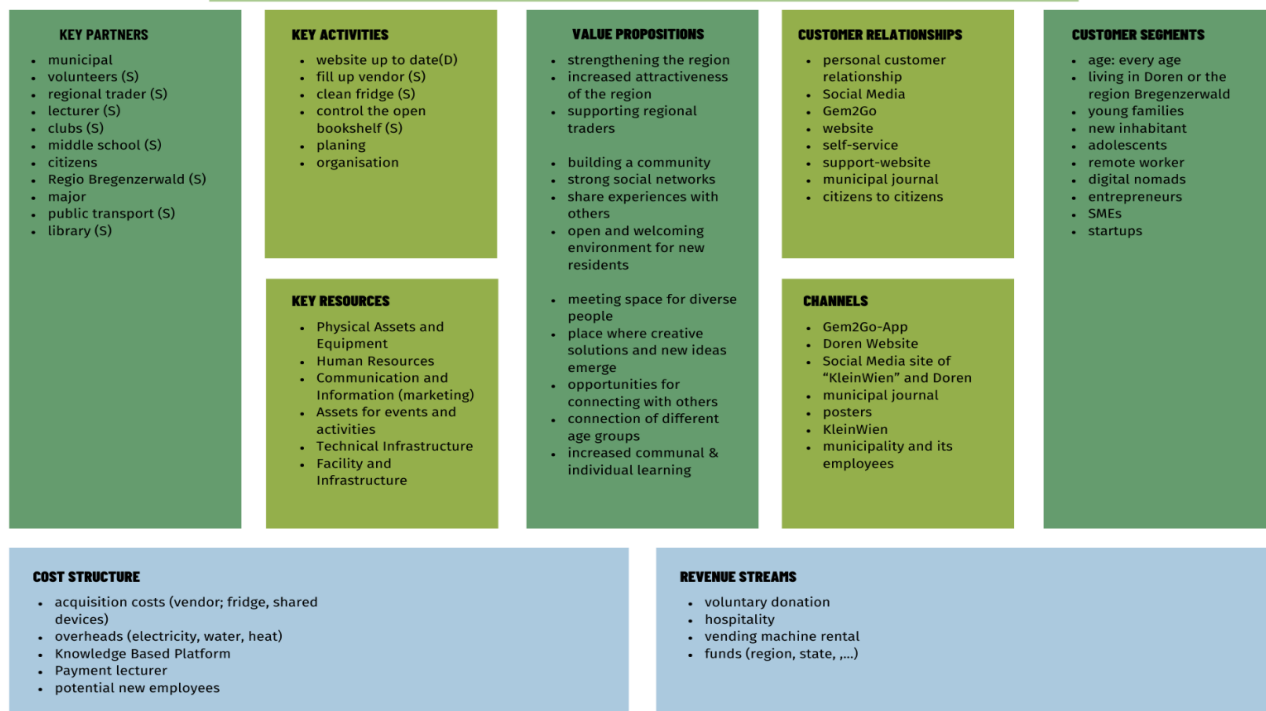 KEY PARTNERS
• municipal
• volunteers (S)
• regional trader (S)
• lecturer (S)
• clubs (S)
• middle school (S)
• citizens
• Regio Bregenzerwald (S)
• major
• public transport (S)
• library (S)
KEY ACTIVITIES
• website up to date(D)
• fill up vendor (S)
• clean fridge (S)
• control the open
bookshelf (S)
• planing
• organisation
KEY RESOURCES
• Physical Assets and
Equipment
• Human Resources
• Communication and
Information (marketing)
• Assets for events and
activities
• Technical Infrastructure
• Facility and
Infrastructure
VALUE PROPOSITIONS
• strengthening the region
• increased attractiveness
of the region
• supporting regional
traders
• building a community
• strong social networks
• share experiences with
others
• open and welcoming
environment for new
residents
• meeting space for diverse
people
• place where creative
solutions and new ideas
emerge
• opportunities for
connecting with others
• connection of different
age groups
• increased communal &
individual learning
CUSTOMER RELATIONSHIPS
• personal customer
relationship
• Social Media
• Gem2Go
• website
• self-service
• support-website
• municipal journal
• citizens to citizens
CHANNELS
• Gem2Go-App
• Doren Website
• Social Media site of
“KleinWien” and Doren
• municipal journal
• posters
• KleinWien
• municipality and its
employees
CUSTOMER SEGMENTS
• age: every age
• living in Doren or the
region Bregenzerwald
• young families
• new inhabitant
• adolescents
• remote worker
• digital nomads
• entrepreneurs
• SMEs
• startups
COST STRUCTURE
• acquisition costs (vendor; fridge, shared
devices)
• overheads (electricity, water, heat)
• Knowledge Based Platform
• Payment lecturer
• potential new employees
REVENUE STREAMS
• voluntary donation
• hospitality
• vending machine rental
• funds (region, state, ,...)